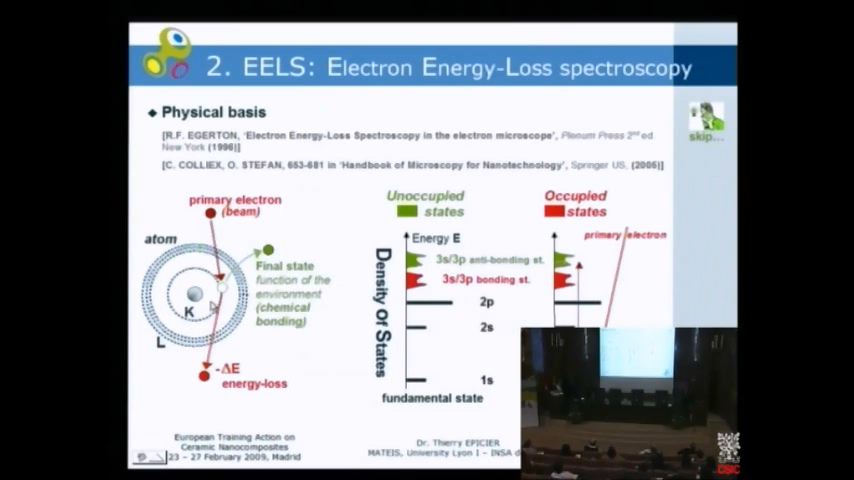 2. EELS: Electron Energy-Loss spectroscopy
◆ Physical basis
skip...
[R.F. EGERTON, 'Electron Energy-Loss Spectroscopy in the electron microscope', Plenum Press 2nd ed.
New York (1996)]
[C. COLLIEX, O. STEFAN, 653-681 in 'Handbook of Microscopy for Nanotechnology', Springer US, (2005)]
primary electron
(beam)
atom
K
L
Final state
function of the
environment
(chemical
bonding)
-ΔE
energy-loss
Unoccupied
states
Occupied
states
Energy E
Density of States
3s/3p anti-bonding st.
3s/3p bonding st.
2p
2s
1s
fundamental state
primary electron
European Training Action on
Ceramic Nanocomposites
23 – 27 February 2009, Madrid
Dr. Thierry EPICIER
MATEIS, University Lyon I – INSA d
CSIC